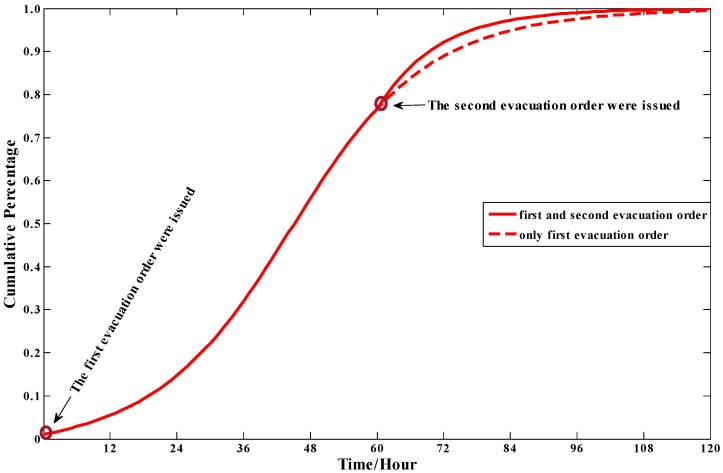 1.0
0.9
0.8
0.7
0.6
0.5
0.4
0.3
0.2
0.1
0
Cumulative Percentage
The first evacuation order were issued
The second evacuation order were issued
first and second evacuation order
only first evacuation order
12 24 36 48 60 72 84 96 108 120
Time/Hour